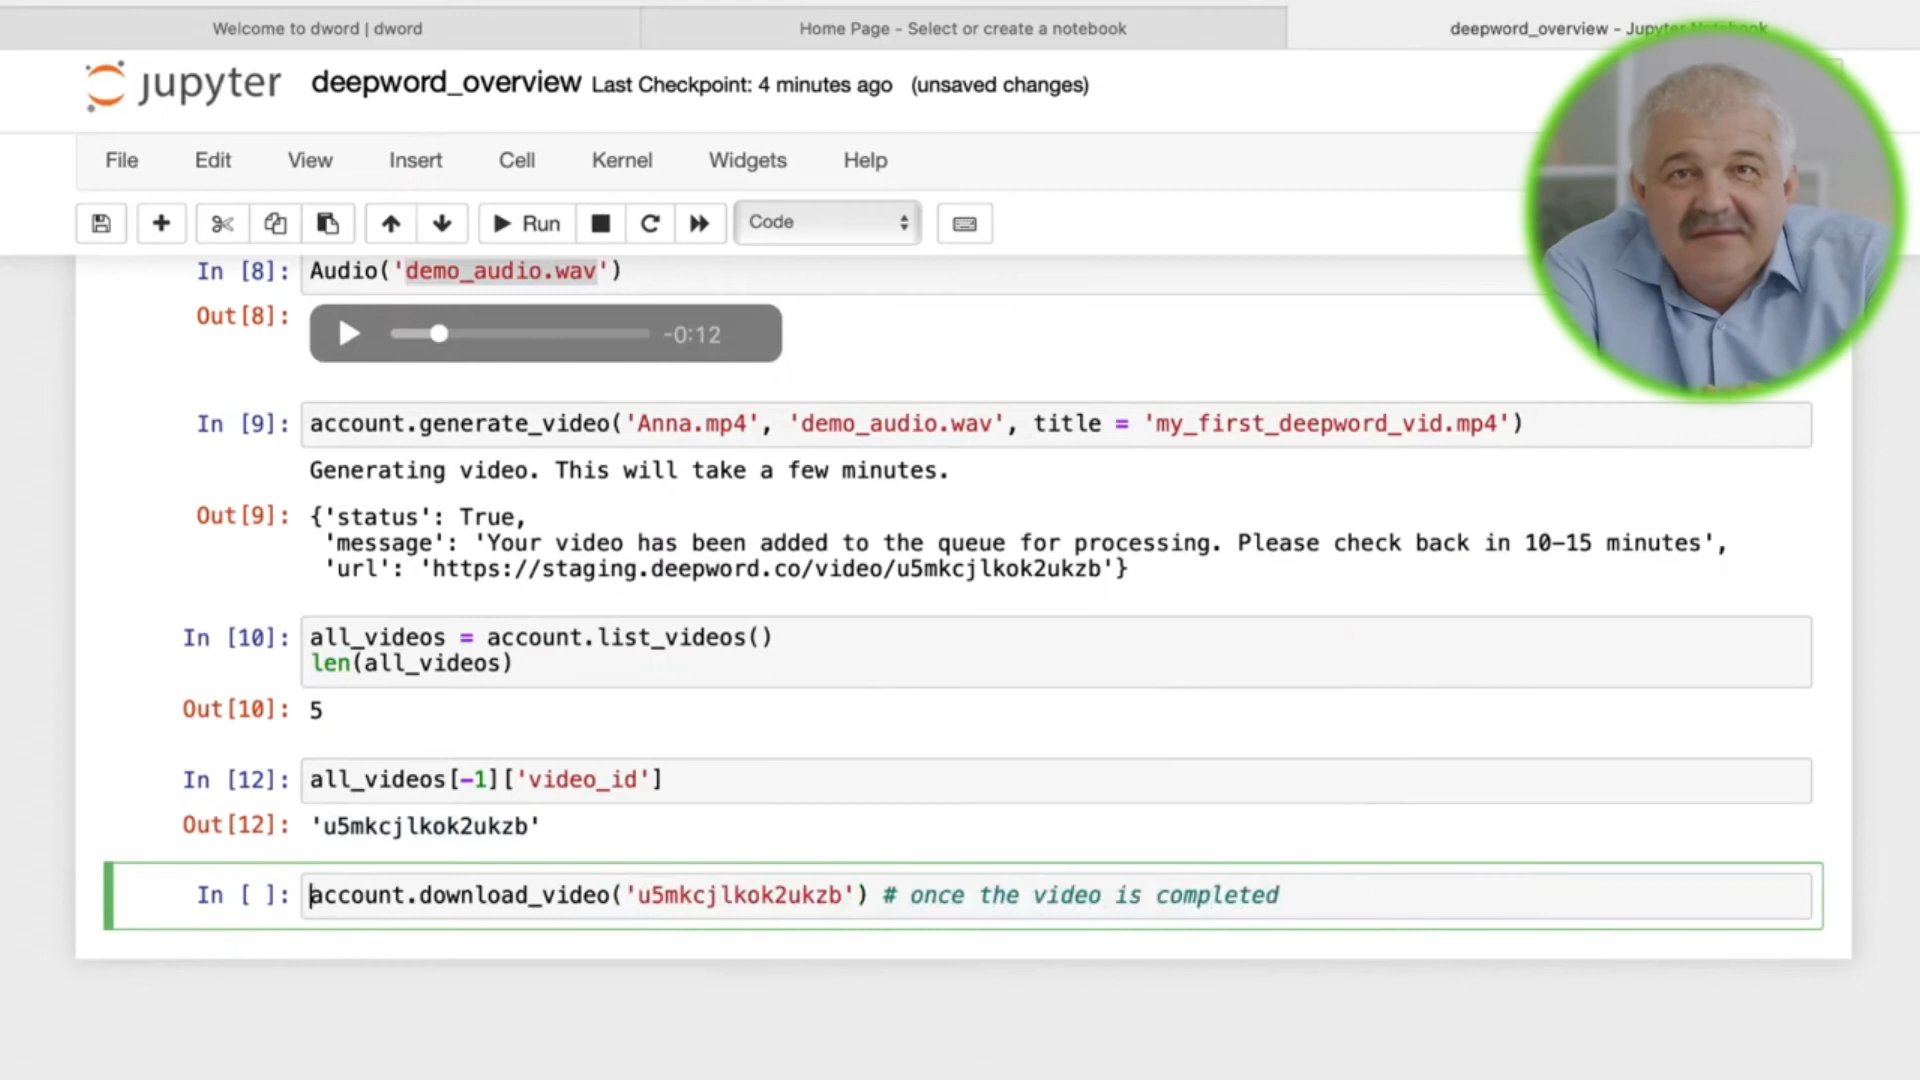 Welcome to dword | dword
Home Page - Select or create a notebook
deepword_overview - Jupyter Notebook
jupyter deepword_overview Last Checkpoint: 4 minutes ago (unsaved changes)
File Edit View Insert Cell Kernel Widgets Help
Run Code
In [8]: Audio('demo_audio.wav')
Out[8]:
-0:12
In [9]: account.generate_video('Anna.mp4', 'demo_audio.wav', title = 'my_first_deepword_vid.mp4')
Generating video. This will take a few minutes.
Out[9]: {'status': True,
'message': 'Your video has been added to the queue for processing. Please check back in 10-15 minutes',
'url': 'https://staging.deepword.co/video/u5mkcjlkok2ukzb'}
In [10]: all_videos = account.list_videos()
len(all_videos)
Out[10]: 5
In [12]: all_videos[-1]['video_id']
Out[12]: 'u5mkcjlkok2ukzb'
In [ ]: account.download_video('u5mkcjlkok2ukzb') # once the video is completed